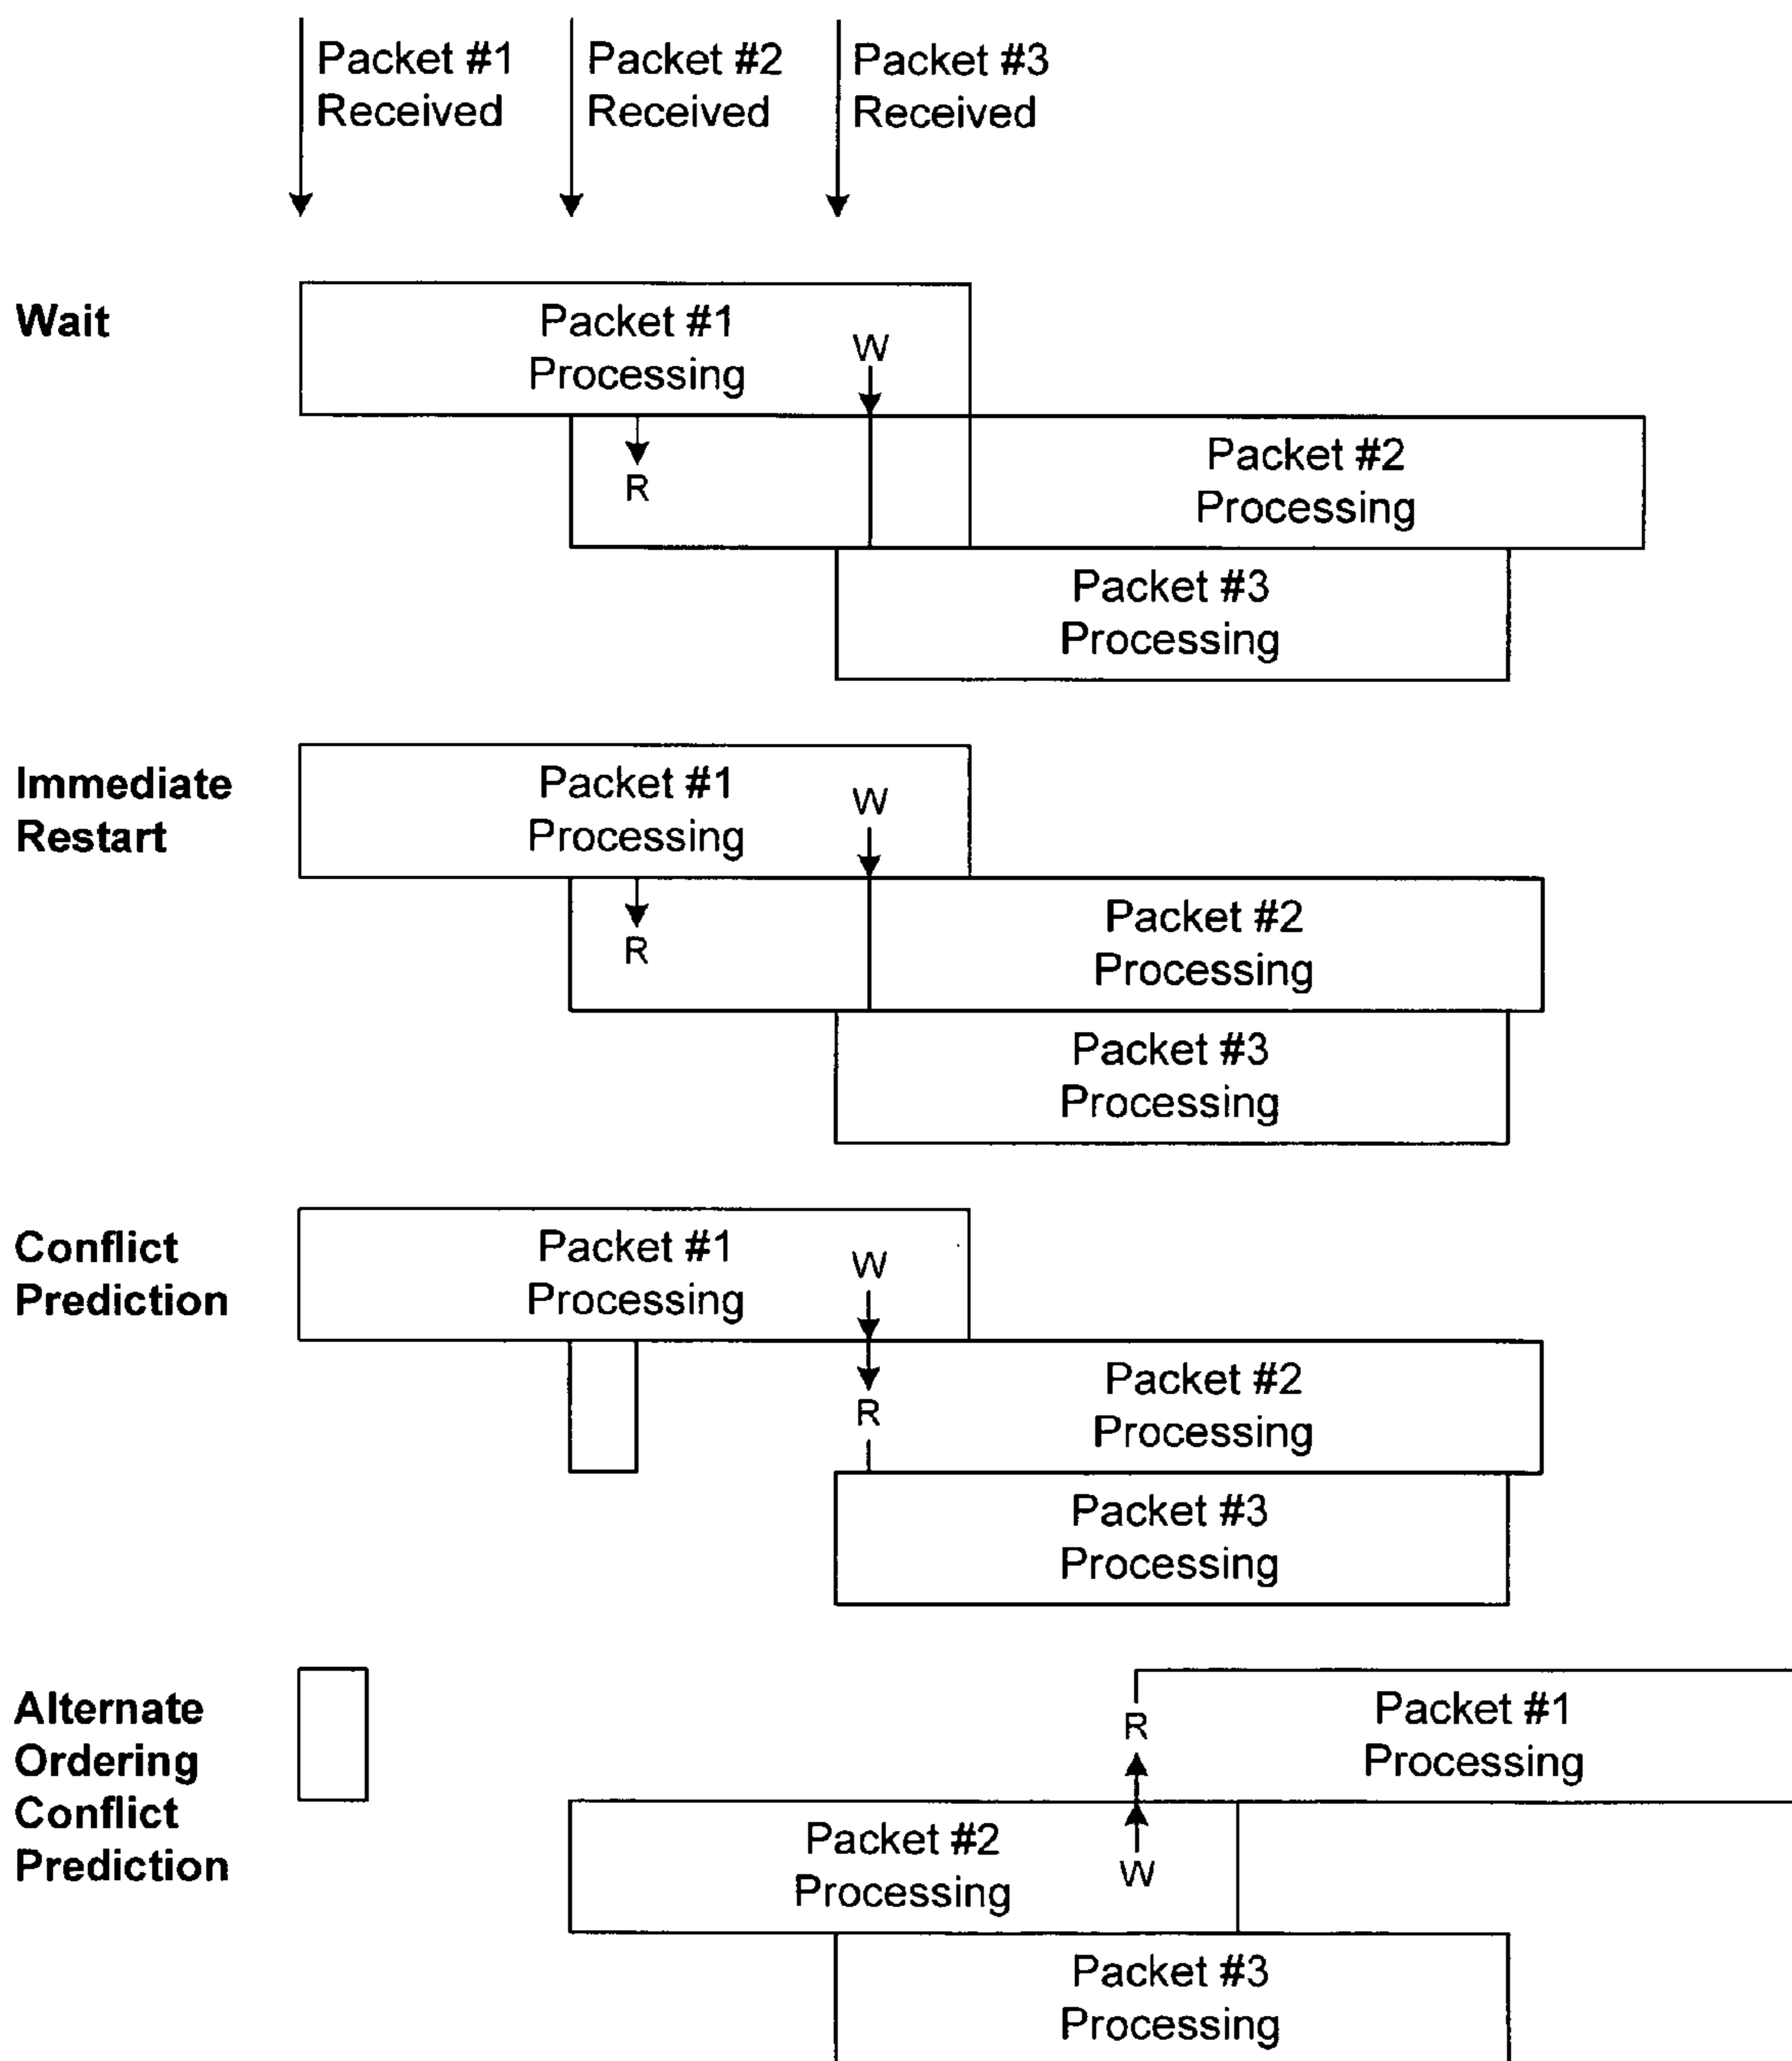 Packet #1
Received
Packet #2
Received
Packet #3
Received
Wait
Packet #1
Processing
W
R
Packet #2
Processing
Packet #3
Processing
Immediate
Restart
Packet #1
Processing
W
R
Packet #2
Processing
Packet #3
Processing
Conflict
Prediction
Packet #1
Processing
W
R
Packet #2
Processing
Packet #3
Processing
Alternate
Ordering
Conflict
Prediction
R
Packet #1
Processing
Packet #2
Processing
W
Packet #3
Processing